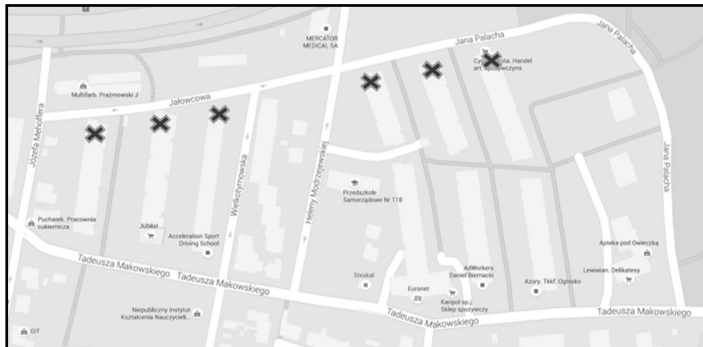 MERCATOR
MEDICAL SA
Jana Palacha
Jana Palacha
art. spożywczymi
Multifarb. Prażmowski J
Jałowcowa
Józefa Mehoffera
Wielkotyrnowska
Heleny Modrzejewskiej
Jana Palacha
Przedszkole
Samorządowe Nr 118
Puchatek. Pracownia
cukiernicza
Jubilat...
Acceleration Sport
Driving School
Apteka pod Owieczką
Tadeusza Makowskiego
Tadeusza Makowskiego
Steskal
Euronet
AdWorkers
Daniel Biernacki
Lewiatan. Delikatesy
Azory. Tkkf. Ognisko
Kanpol sp.j.
Sklep spożywczy
Niepubliczny Instytut
Kształcenia Nauczycieli...
Tadeusza Makowskiego
Tadeusza Makowskiego
GIT